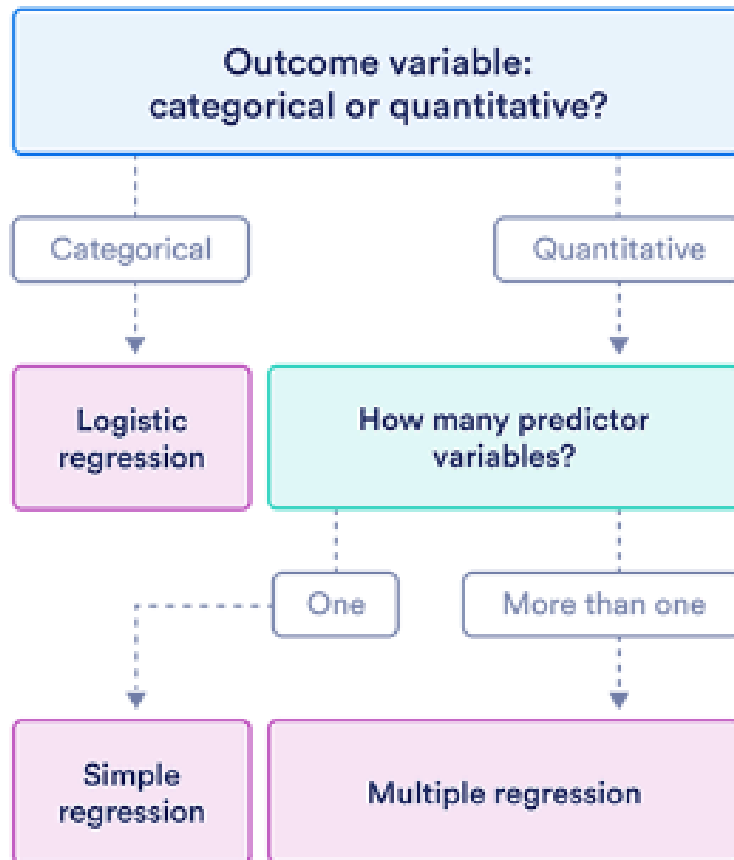 Outcome variable:
categorical or quantitative?
Categorical
Quantitative
Logistic
regression
How many predictor
variables?
One
More than one
Simple
regression
Multiple regression